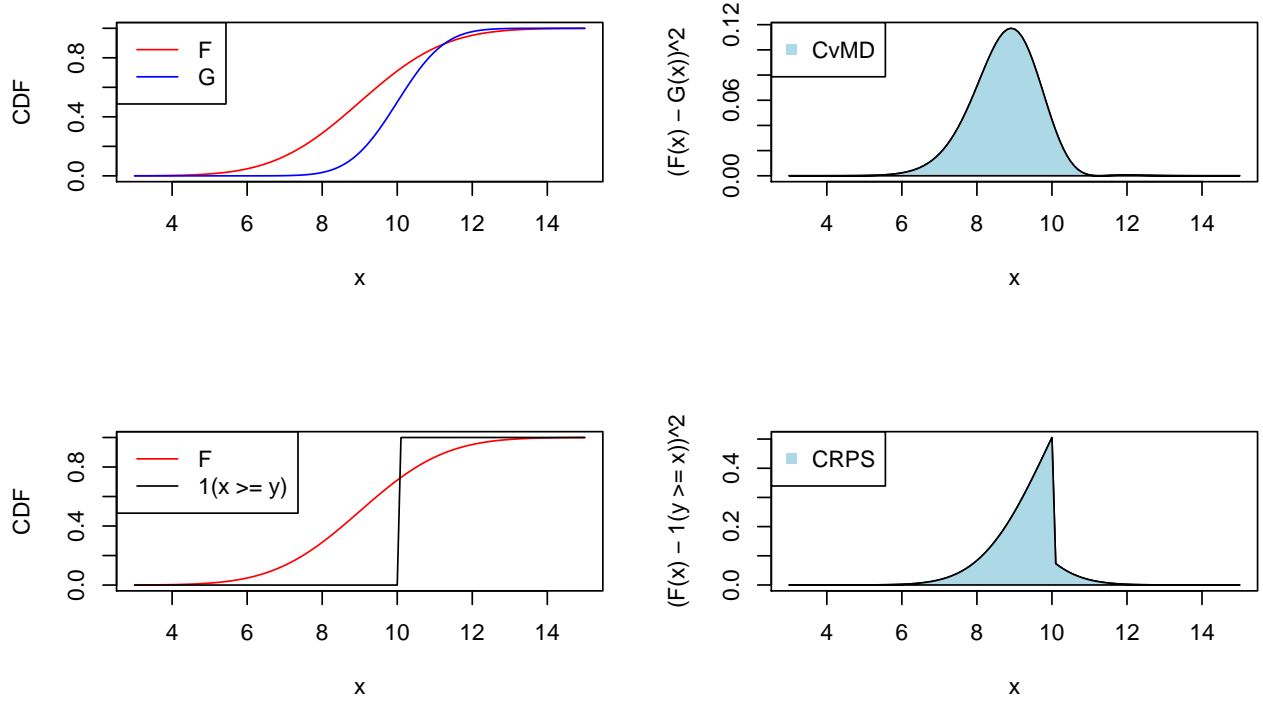 CDF
0.0 0.4 0.8
F
G
4 6 8 10 12 14
x
(F(x) − G(x))^2
0.00 0.06 0.12
CvMD
4 6 8 10 12 14
x
CDF
0.0 0.4 0.8
F
1(x >= y)
4 6 8 10 12 14
x
(F(x) − 1(y >= x))^2
0.0 0.2 0.4
CRPS
4 6 8 10 12 14
x